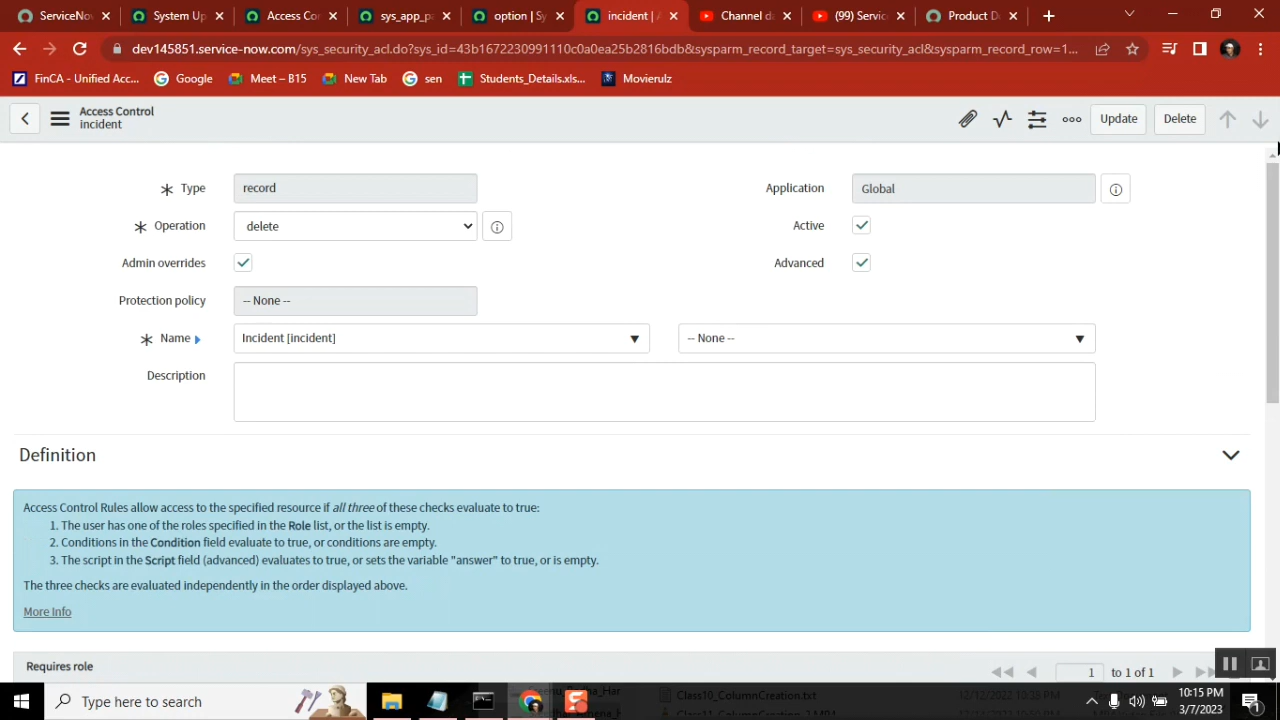 ServiceNow
System Up
Access Co
sys_app_p
option | Sy
incident | A
Channel da
(99) Servic
Product D
dev145851.service-now.com/sys_security_acl.do?sys_id=43b1672230991110c0a0ea25b2816bdb&sysparm_record_target=sys_security_acl&sysparm_record_row=1...
FinCA - Unified Acc...
Google
Meet – B15
New Tab
sen
Students_Details.xls...
Movierulz
Access Control
incident
Update
Delete
Type
record
Application
Global
Operation
delete
Active
Admin overrides
Advanced
Protection policy
-- None --
Name
Incident [incident]
-- None --
Description
Definition
Access Control Rules allow access to the specified resource if all three of these checks evaluate to true:
1. The user has one of the roles specified in the Role list, or the list is empty.
2. Conditions in the Condition field evaluate to true, or conditions are empty.
3. The script in the Script field (advanced) evaluates to true, or sets the variable "answer" to true, or is empty.
The three checks are evaluated independently in the order displayed above.
More Info
Requires role
1 to 1 of 1
Type here to search
Class10_ColumnCreation.txt
10:15 PM
3/7/2023
1